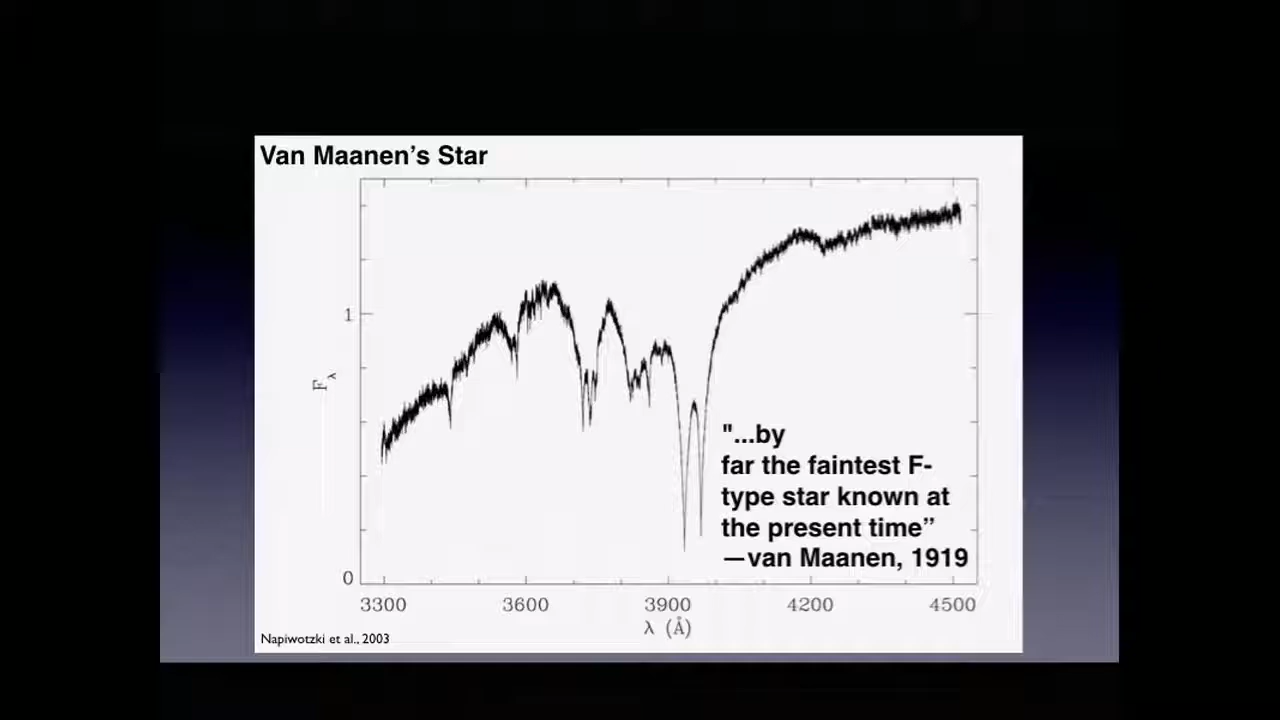 Van Maanen's Star
1
F λ
"...by
far the faintest F-
type star known at
the present time”
—van Maanen, 1919
0
3300 3600 3900 4200 4500
λ (Å)
Napiwotzki et al., 2003